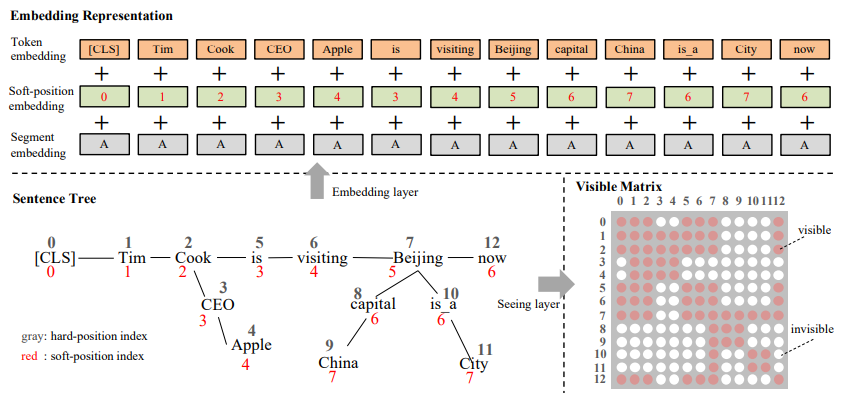 Embedding Representation
Token embedding [CLS] Tim Cook CEO Apple is visiting Beijing capital China is_a City now
+ + + + + + + + + + + + +
Soft-position embedding 0 1 2 3 4 3 4 5 6 7 6 7 6
+ + + + + + + + + + + + +
Segment embedding A A A A A A A A A A A A A
Embedding layer
Sentence Tree
0 1 2 5 6 7 12
[CLS] Tim Cook is visiting Beijing now
0 1 2 3 4 5 6
3 8 10
CEO capital is_a
3 6 6
4 9 11
Apple China City
4 7 7
gray: hard-position index
red : soft-position index
Seeing layer
Visible Matrix
0 1 2 3 4 5 6 7 8 9 10 11 12
0
1
2
3
4
5
6
7
8
9
10
11
12
visible
invisible